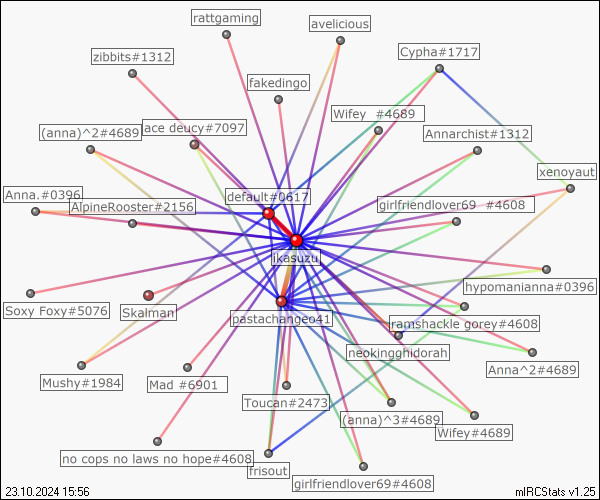 rattgaming
avelicious
Cypha#1717
zibbits#1312
fakedingo
Wifey_#4689
(anna)^2#4689
ace deucy#7097
Annarchist#1312
xenoyaut
Anna.#0396
default#0617
AlpineRooster#2156
girlfriendlover69_#4608
ikasuzu
hypomanianna#0396
Soxy Foxy#5076
Skalman
pastachangeo41
ramshackle gorey#4608
neokingghidorah
Anna^2#4689
Mushy#1984
Mad #6901
Toucan#2473
(anna)^3#4689
Wifey#4689
no cops no laws no hope#4608
frisout
girlfriendlover69#4608
23.10.2024 15:56
mIRCStats v1.25